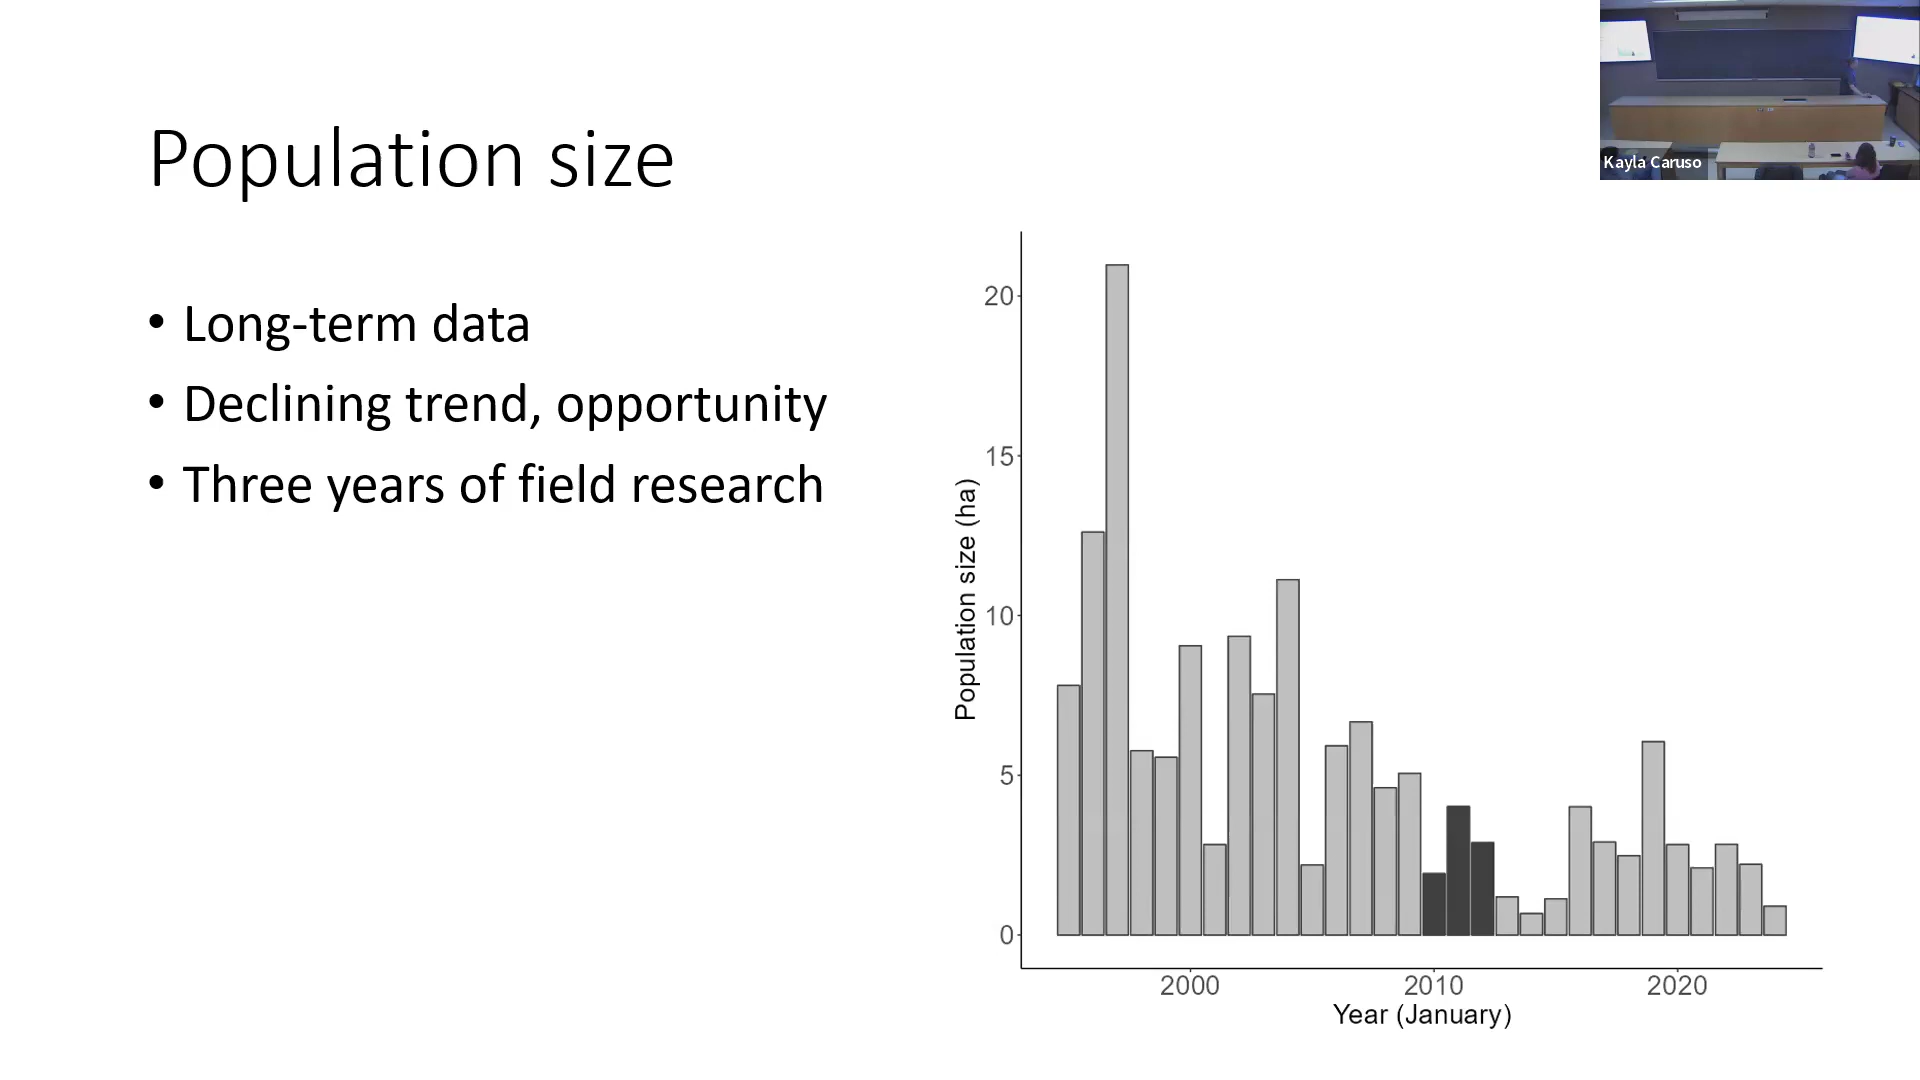 Kayla Caruso
Population size
• Long-term data
• Declining trend, opportunity
• Three years of field research
Population size (ha)
20
15
10
5
0
2000 2010 2020
Year (January)